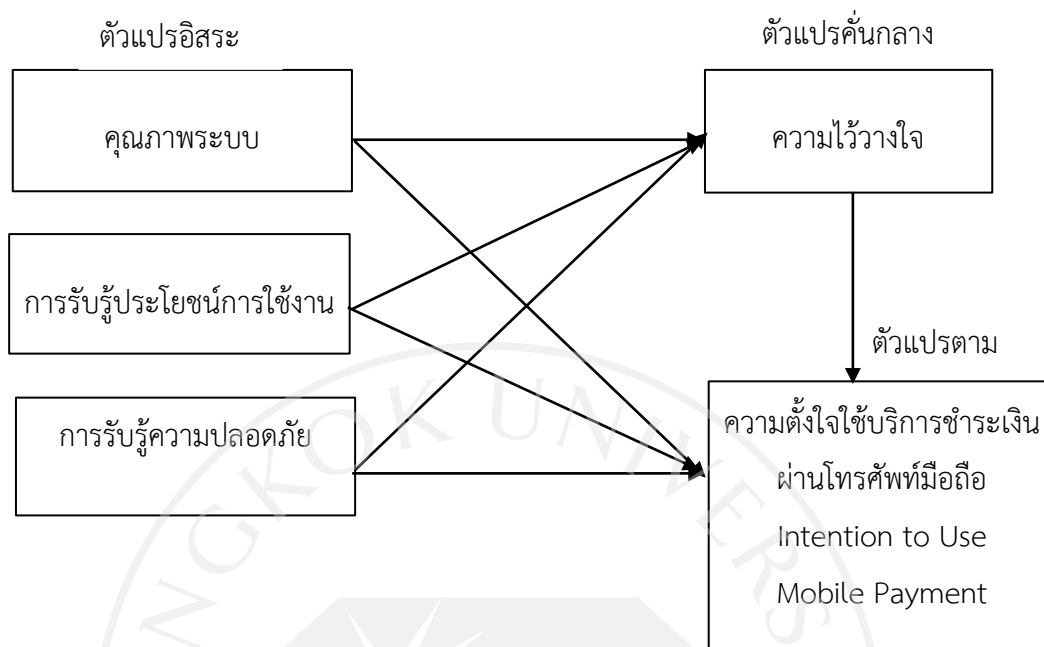 ตัวแปรอิสระ
ตัวแปรคั่นกลาง
คุณภาพระบบ
ความไว้วางใจ
การรับรู้ประโยชน์การใช้งาน
ตัวแปรตาม
การรับรู้ความปลอดภัย
ความตั้งใจใช้บริการชำระเงิน
ผ่านโทรศัพท์มือถือ
Intention to Use
Mobile Payment
NGKOK UNIVERS